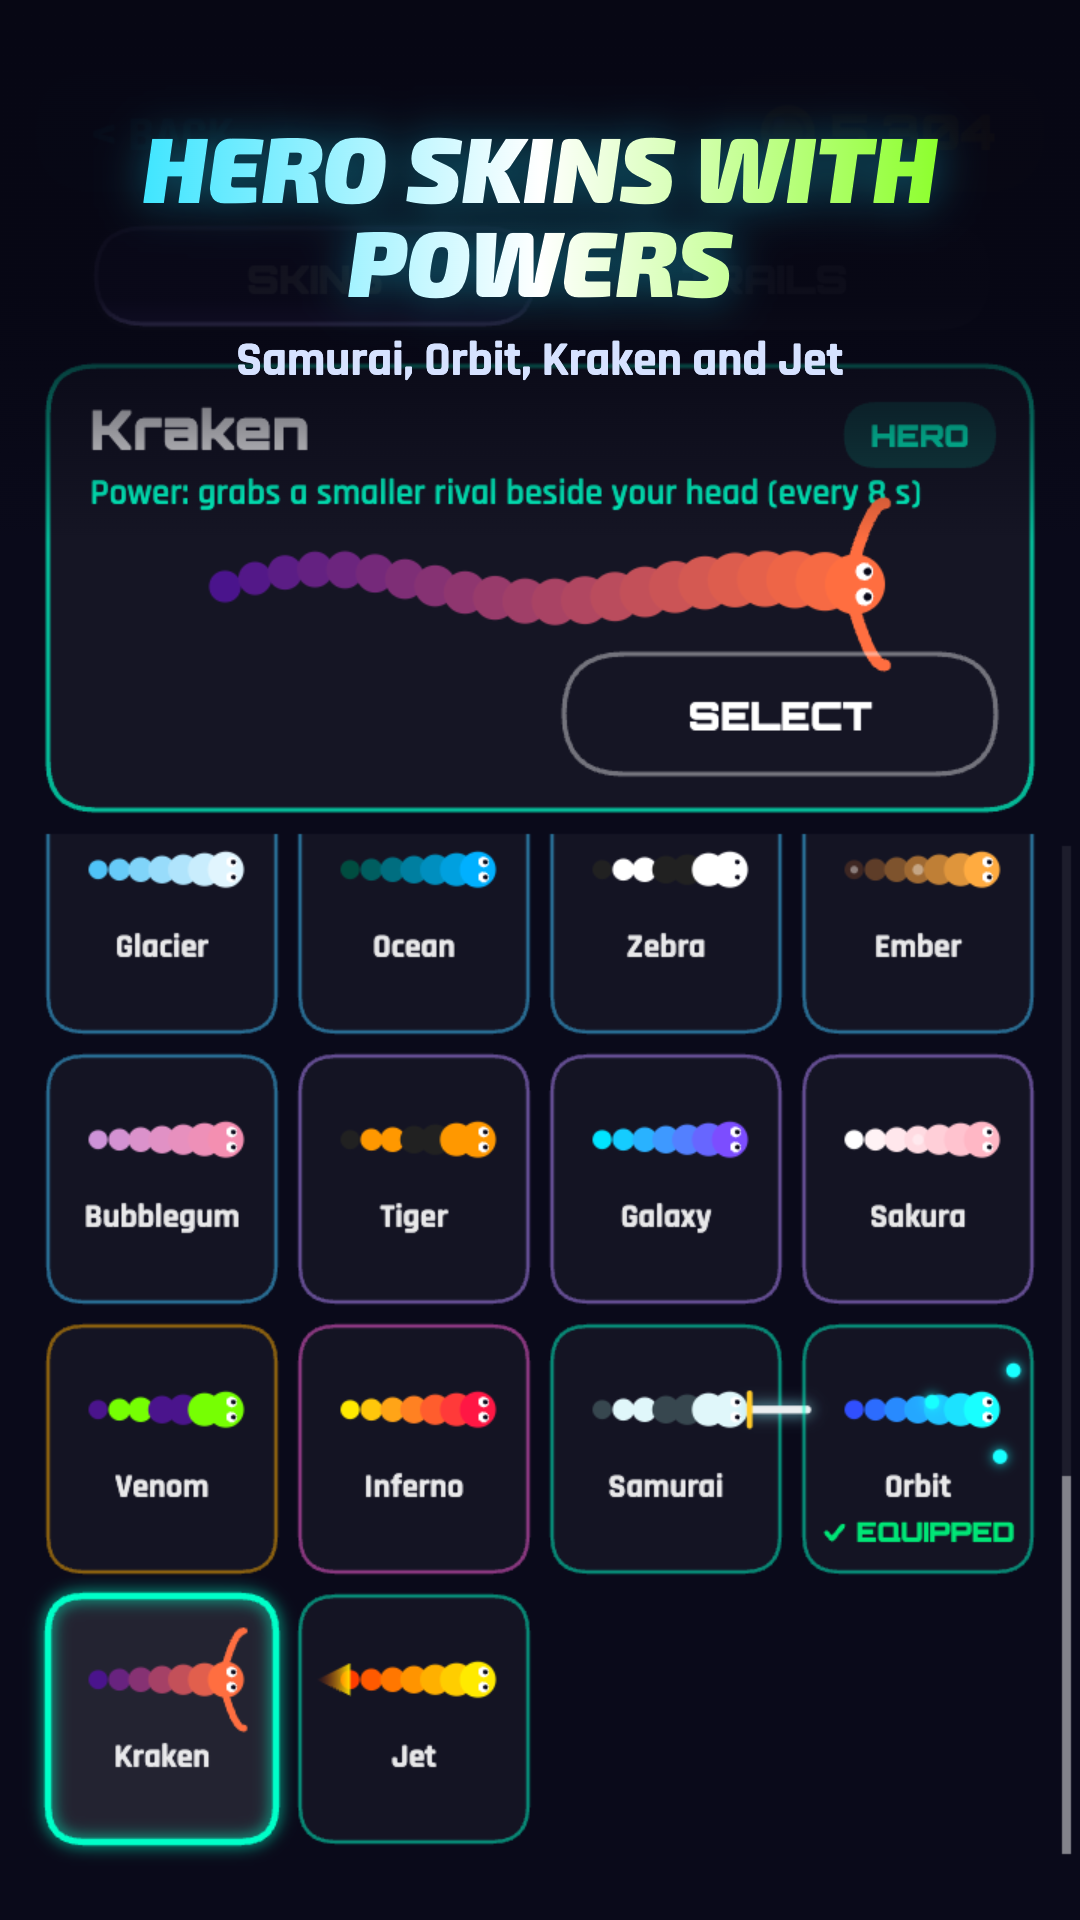 HERO SKINS WITH
POWERS
SKINS
Samurai, Orbit, Kraken and Jet
Kraken
HERO
Power: grabs a smaller rival beside your head (every 8 s)
SELECT
Glacier
Ocean
Zebra
Ember
Bubblegum
Tiger
Galaxy
Sakura
Venom
Inferno
Samurai
Orbit
✓ EQUIPPED
Kraken
Jet